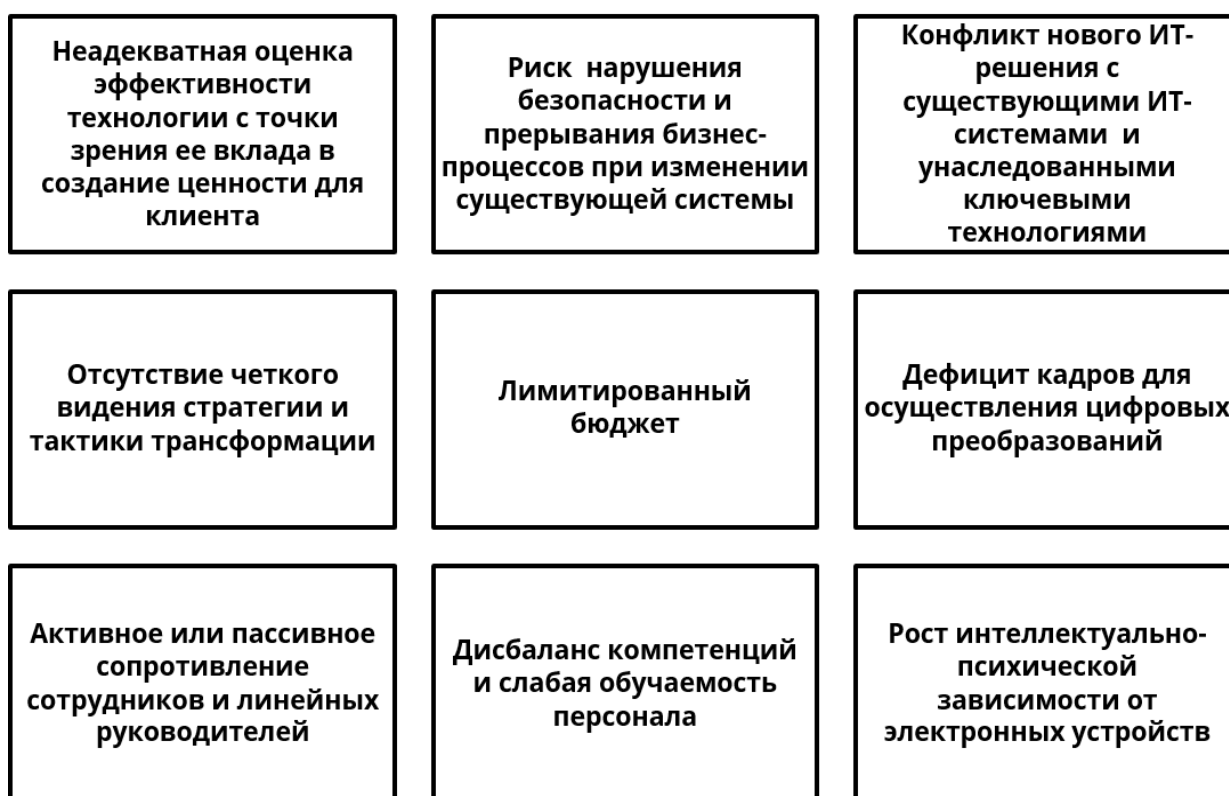 Неадекватная оценка
эффективности
технологии с точки
зрения ее вклада в
создание ценности для
клиента
Риск  нарушения
безопасности и
прерывания бизнес-
процессов при изменении
существующей системы
Конфликт нового ИТ-
решения с
существующими ИТ-
системами  и
унаследованными
ключевыми
технологиями
Отсутствие четкого
видения стратегии и
тактики трансформации
Лимитированный
бюджет
Дефицит кадров для
осуществления цифровых
преобразований
Активное или пассивное
сопротивление
сотрудников и линейных
руководителей
Дисбаланс компетенций
и слабая обучаемость
персонала
Рост интеллектуально-
психической
зависимости от
электронных устройств